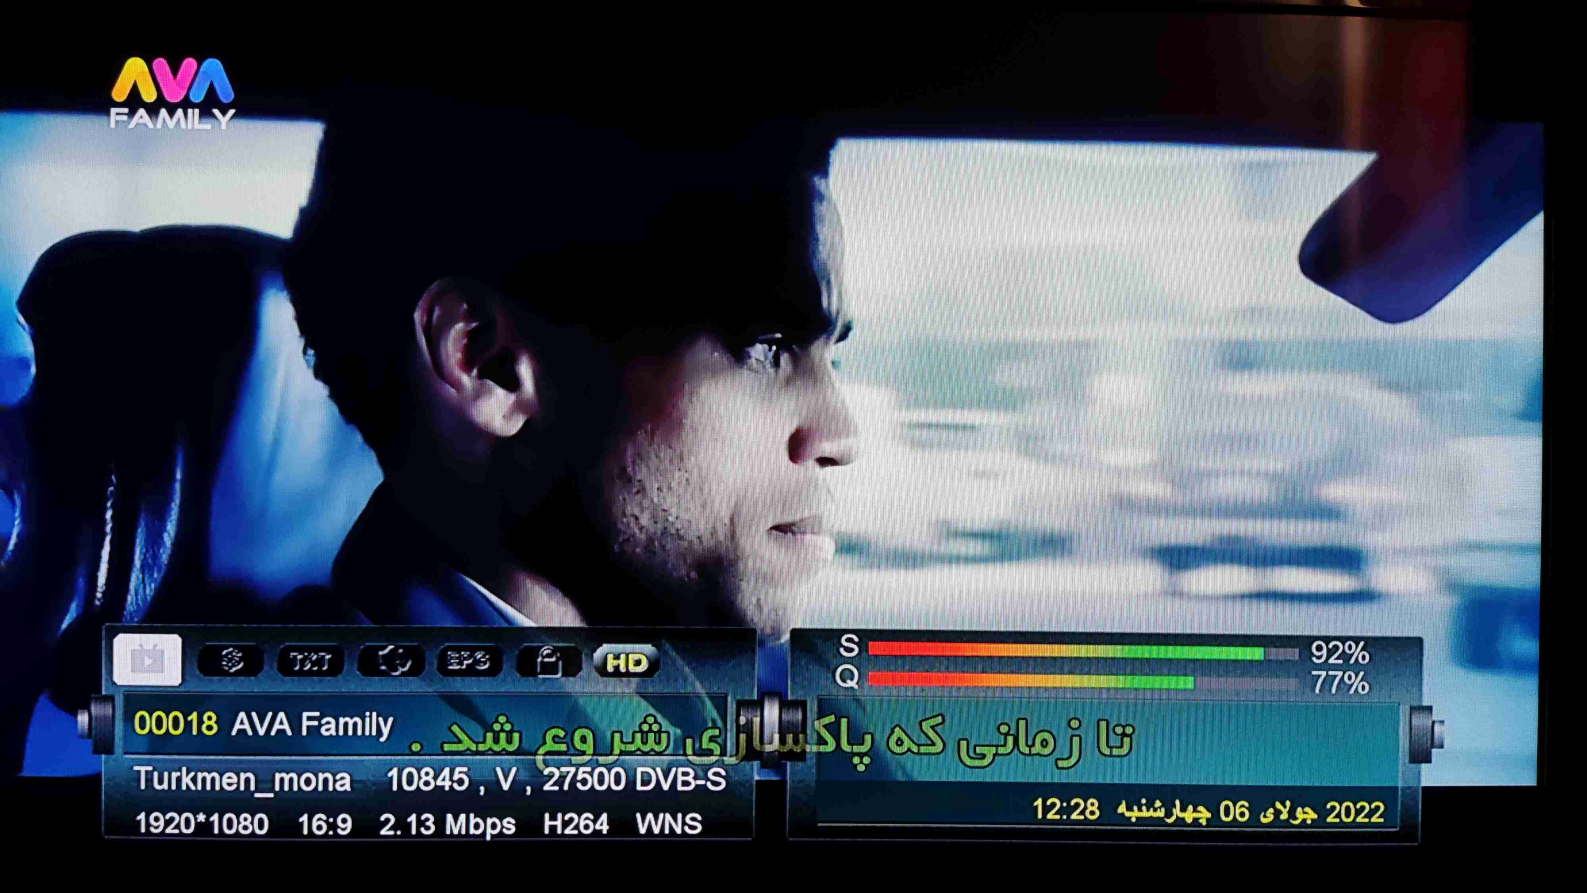 AVA
FAMILY
$ TXT EPG HD
S 92%
Q 77%
00018 AVA Family
تا زمانی که پاکسازی شروع شد .
Turkmen_mona 10845 , V , 27500 DVB-S
1920*1080 16:9 2.13 Mbps H264 WNS
2022 جولای 06 چهارشنبه 12:28